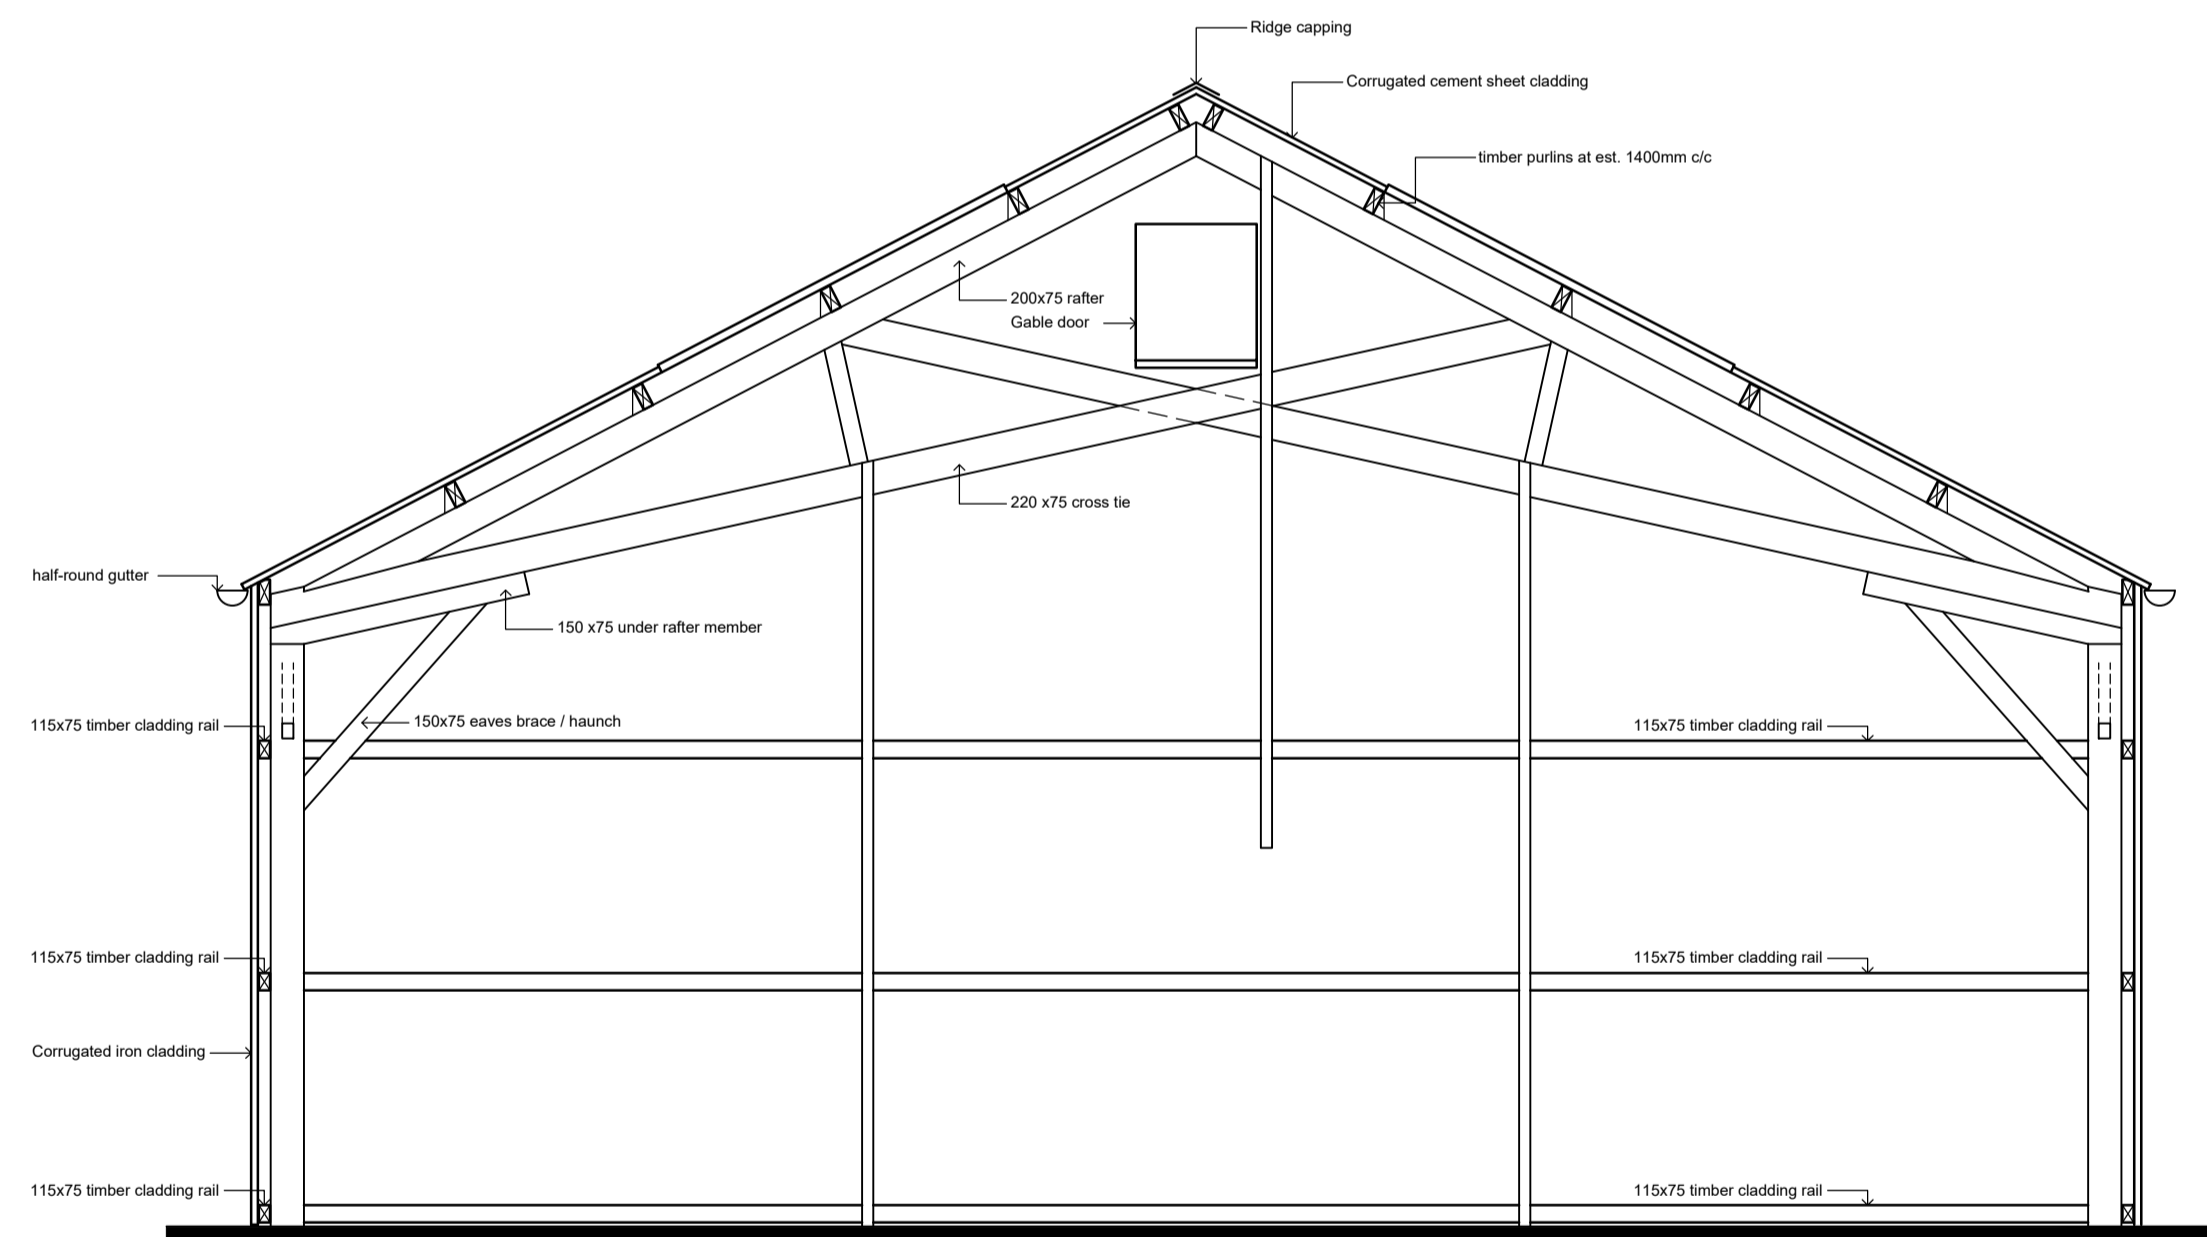 Ridge capping
Corrugated cement sheet cladding
timber purlins at est. 1400mm c/c
200x75 rafter
Gable door
220 x75 cross tie
half-round gutter
150 x75 under rafter member
150x75 eaves brace / haunch
115x75 timber cladding rail
115x75 timber cladding rail
115x75 timber cladding rail
115x75 timber cladding rail
Corrugated iron cladding
115x75 timber cladding rail
115x75 timber cladding rail